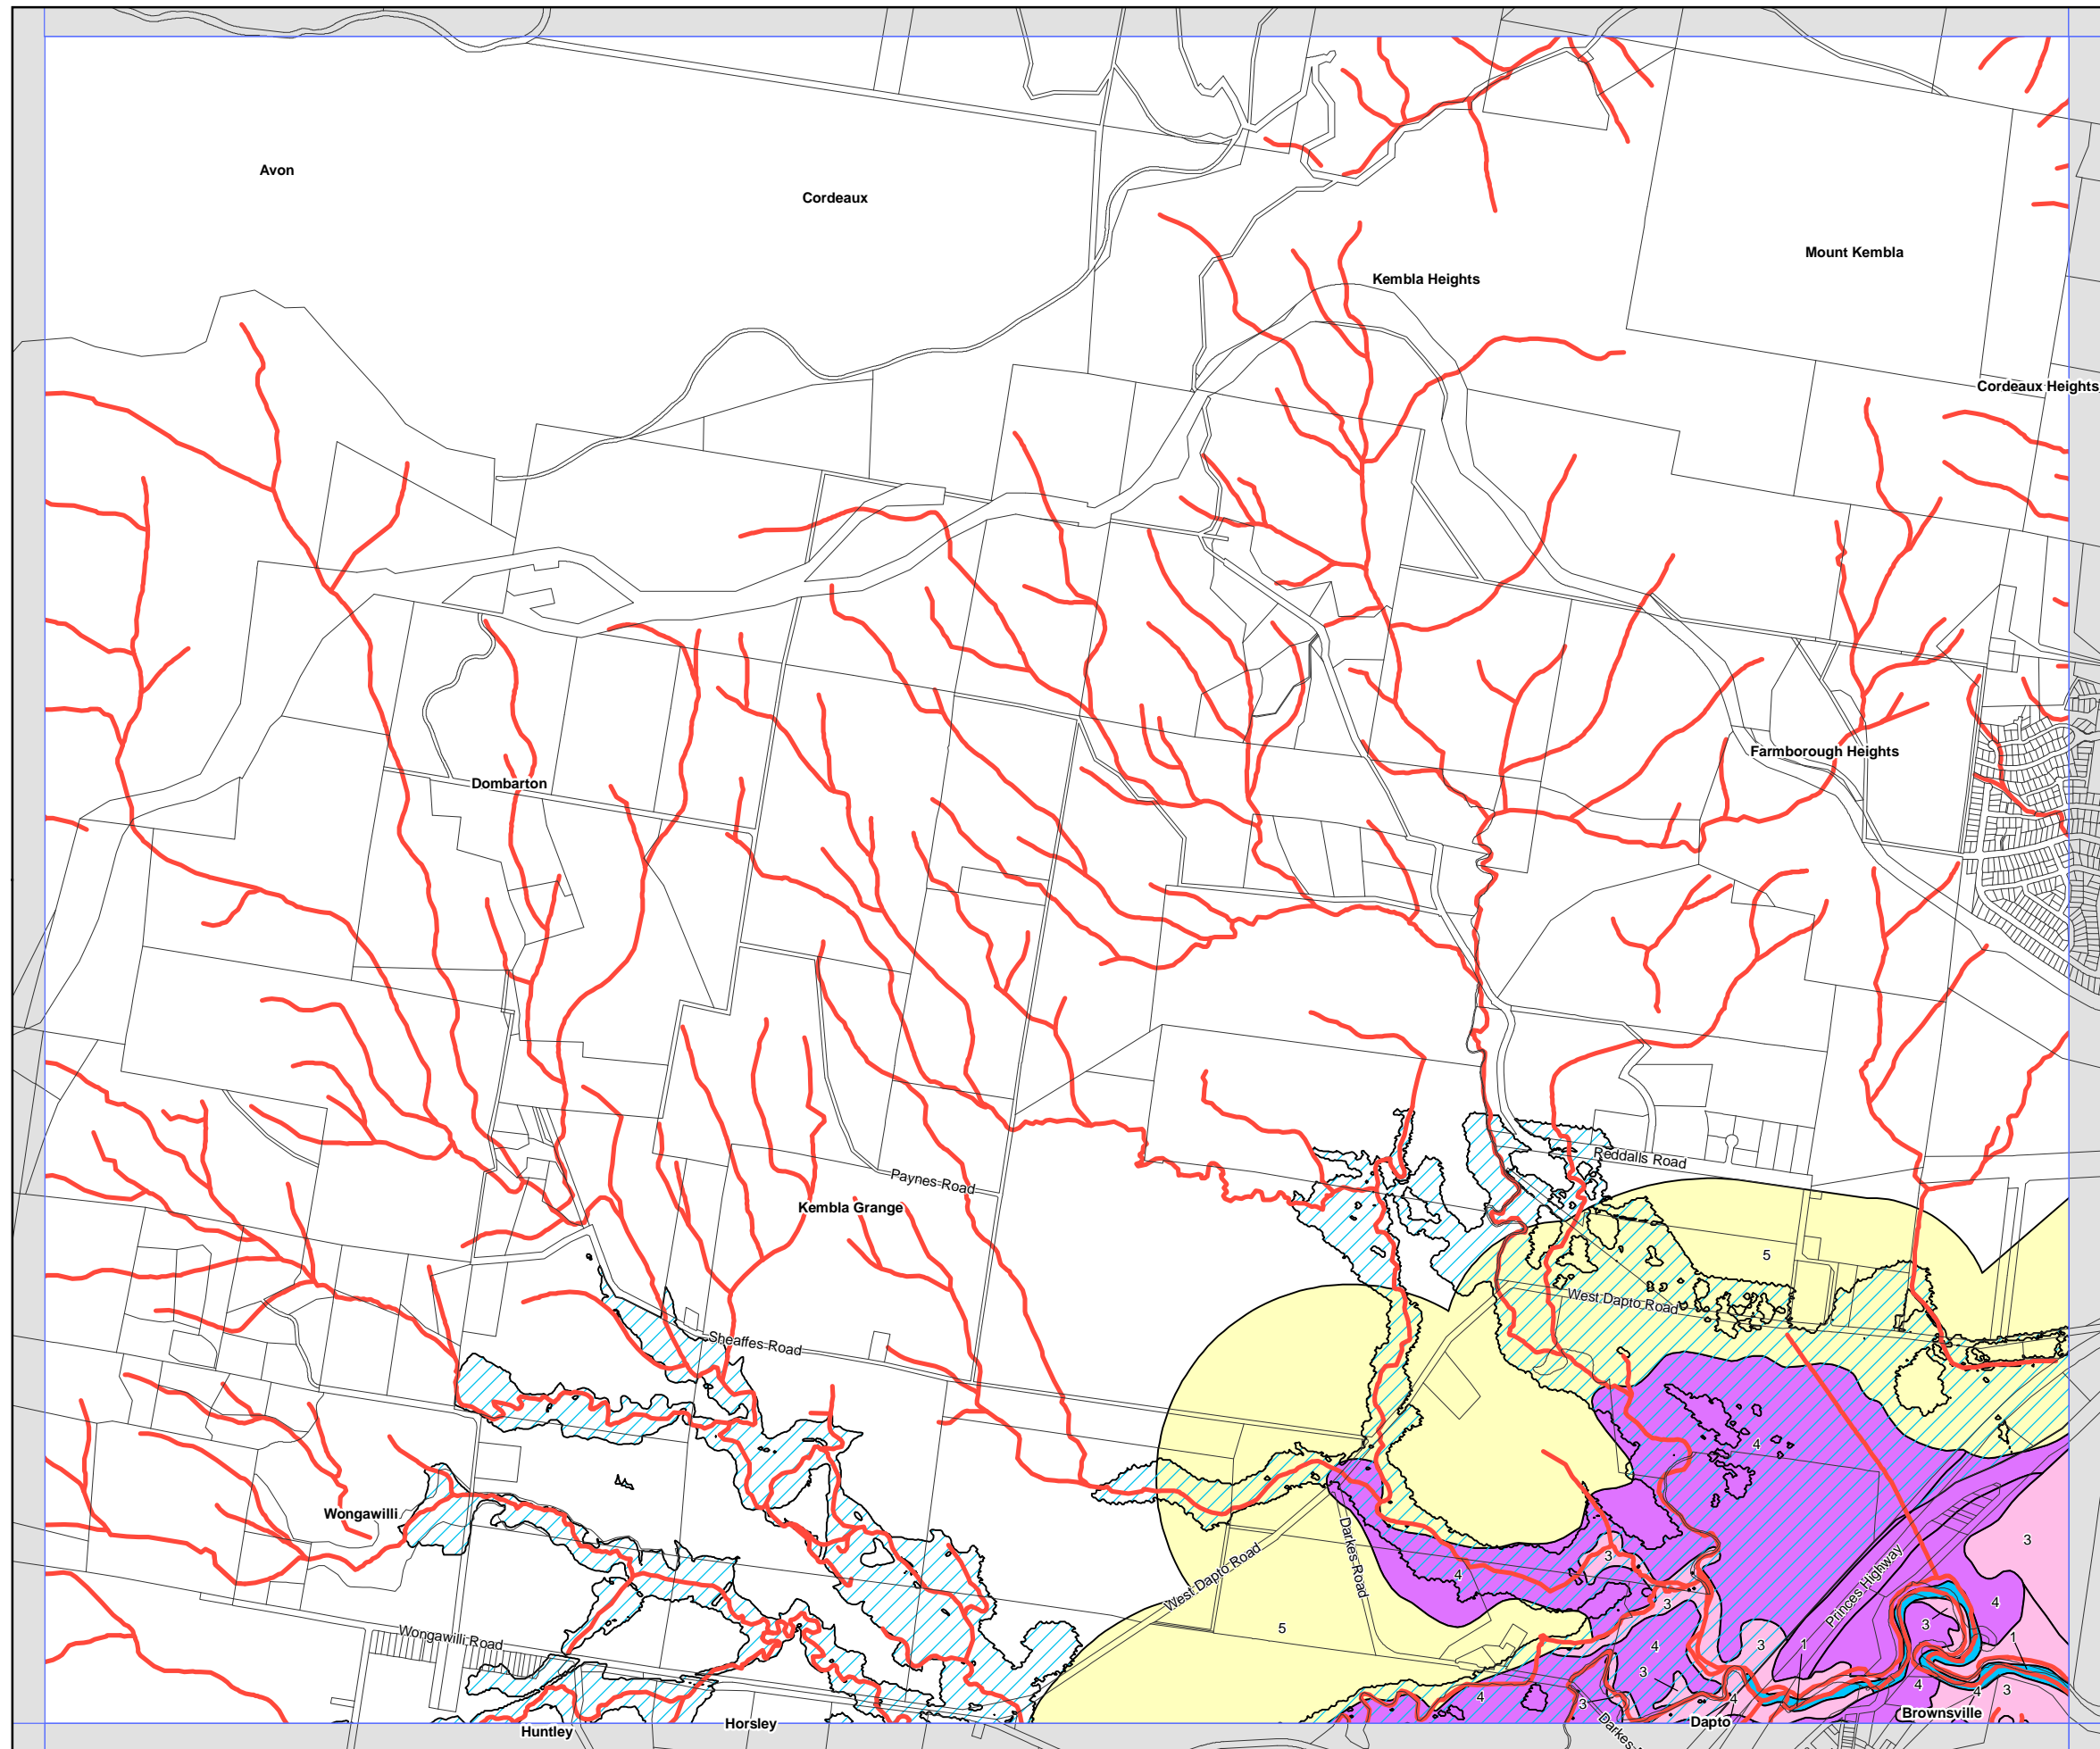 Avon
Cordeaux
Mount Kembla
Kembla Heights
Cordeaux Heights
Farmborough Heights
Dombarton
Reddalls Road
Paynes Road
Kembla Grange
5
West Dapto Road
Sheaffes Road
4
Wongawilli
3
Darkes Road
3
4
West Dapto Road
Princes Highway
4
3
3
5
Wongawilli Road
4
3
1
3
1
3
4
4
3
4
3
4
4
Huntley
Horsley
Dapto
Brownsville